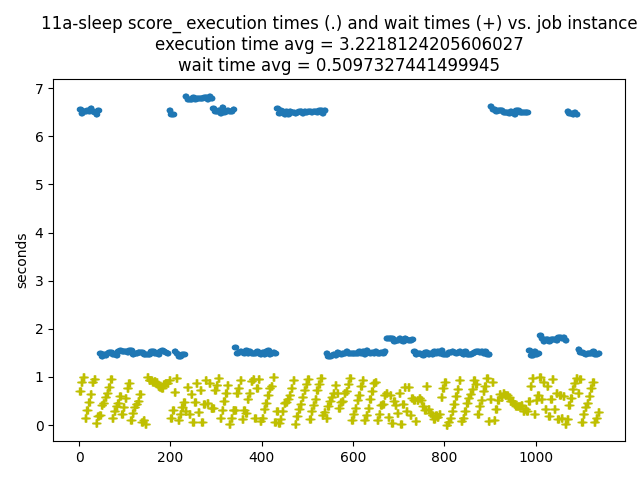 11a-sleep score_ execution times (.) and wait times (+) vs. job instance
execution time avg = 3.2218124205606027
wait time avg = 0.5097327441499945
7
6
5
4
3
2
1
0
seconds
0 200 400 600 800 1000